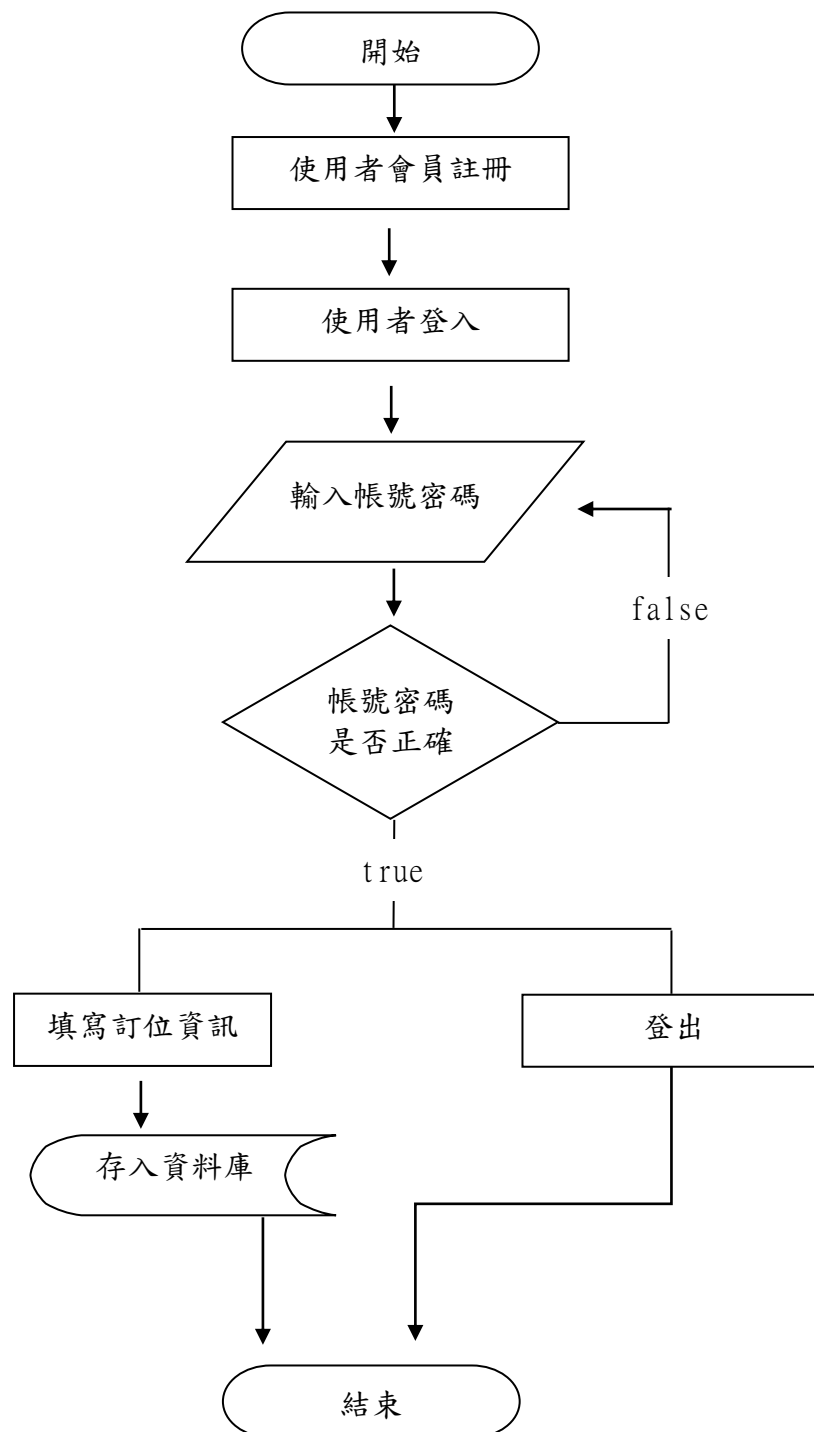 開始
使用者會員註冊
使用者登入
輸入帳號密碼
false
帳號密碼
是否正確
true
填寫訂位資訊
登出
存入資料庫
結束